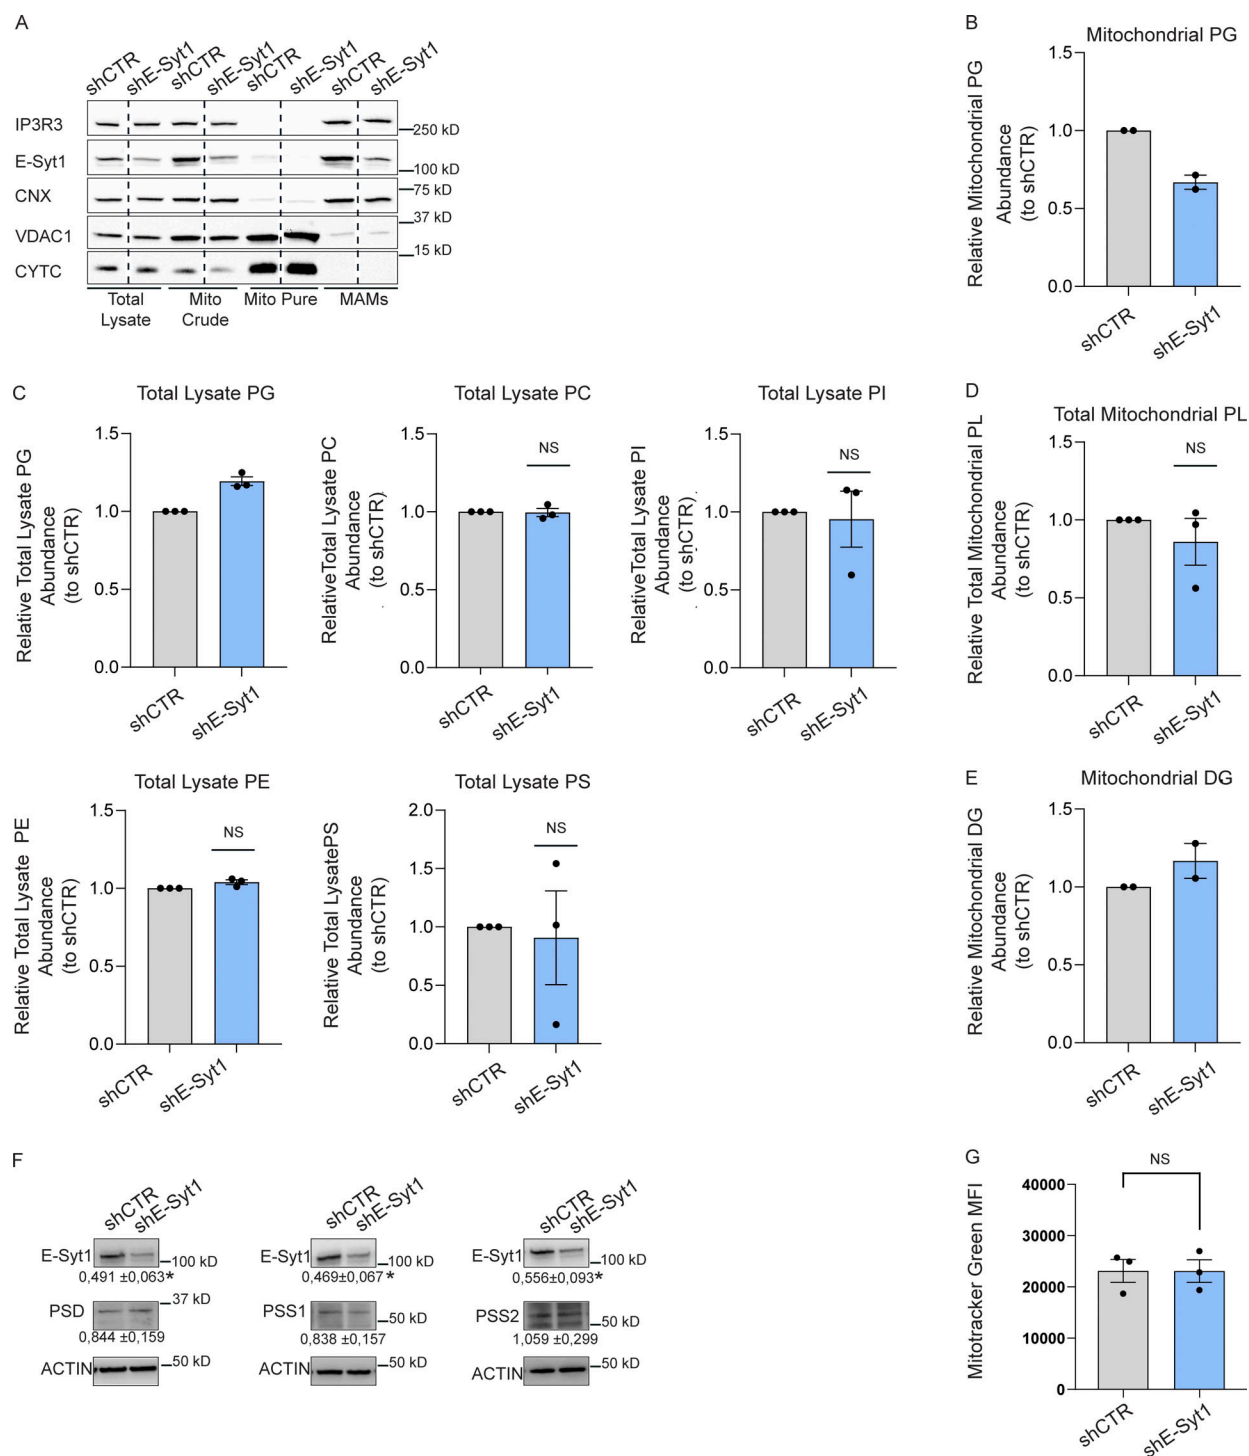 A
shCTR
shE-Syt1
shCTR
shE-Syt1
shCTR
shE-Syt1
shCTR
shE-Syt1
IP3R3
250 kD
E-Syt1
100 kD
CNX
75 kD
37 kD
VDAC1
15 kD
CYTC
Total
Lysate
Mito
Crude
Mito Pure
MAMs
B
Mitochondrial PG
Relative Mitochondrial PG
Abundance
(to shCTR)
1.5
1.0
0.5
0.0
shCTR
shE-Syt1
C
Total Lysate PG
Relative Total Lysate PG
Abundance
(to shCTR)
1.5
1.0
0.5
0.0
shCTR
shE-Syt1
Total Lysate PC
RelativeTotal Lysate PC
Abundance
(to shCTR)
1.5
1.0
0.5
0.0
NS
shCTR
shE-Syt1
Total Lysate PI
RelativeTotal Lysate PI
Abundance
(to shCTR)
1.5
1.0
0.5
0.0
NS
shCTR
shE-Syt1
D
Total Mitochondrial PL
Relative Total Mitochondrial PL
Abundance
(to shCTR)
1.5
1.0
0.5
0.0
NS
shCTR
shE-Syt1
Total Lysate PE
Relative Total Lysate PE
Abundance
(to shCTR)
1.5
1.0
0.5
0.0
NS
shCTR
shE-Syt1
Total Lysate PS
Relative Total LysatePS
Abundance
(to shCTR)
2.0
1.5
1.0
0.5
0.0
NS
shCTR
shE-Syt1
E
Mitochondrial DG
Relative Mitochondrial DG
Abundance
(to shCTR)
1.5
1.0
0.5
0.0
shCTR
shE-Syt1
F
shCTR
shE-Syt1
E-Syt1
100 kD
0,491 ±0,063*
PSD
37 kD
0,844 ±0,159
ACTIN
50 kD
shCTR
shE-Syt1
E-Syt1
100 kD
0,469±0,067*
PSS1
50 kD
0,838 ±0,157
ACTIN
50 kD
shCTR
shE-Syt1
E-Syt1
100 kD
0,556±0,093*
PSS2
50 kD
1,059 ±0,299
ACTIN
50 kD
G
Mitotracker Green MFI
40000
30000
20000
10000
0
NS
shCTR
shE-Syt1